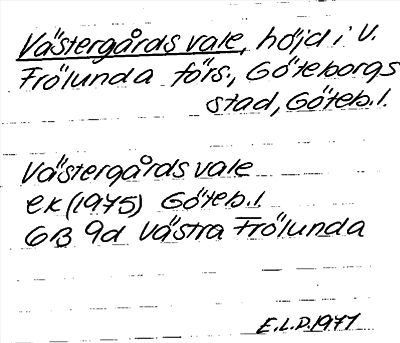 Västergårds vale, höjd i V.
Frölunda förs., Göteborgs
stad, Göteb.l.
Västergårds vale
ek (1975) Göteb.l.
6B 9d Västra Frölunda
E.L.D.1977